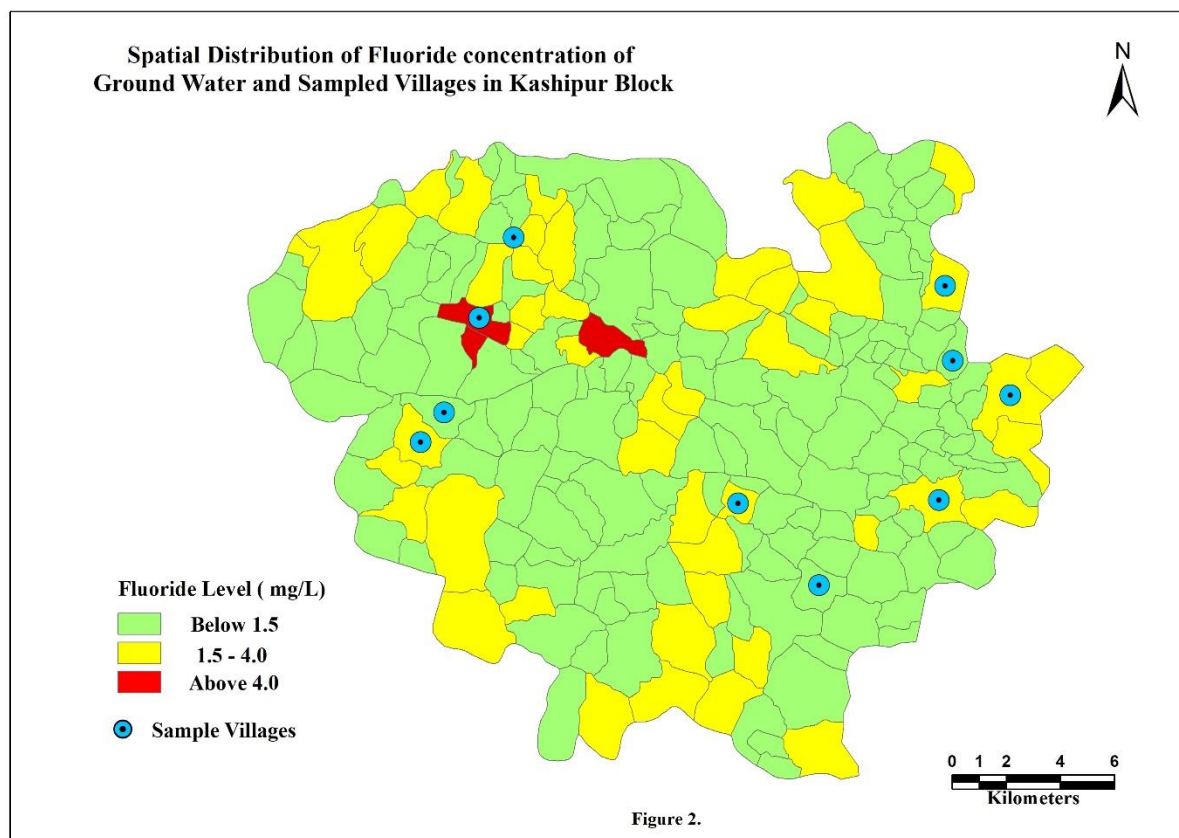 Spatial Distribution of Fluoride concentration of
Ground Water and Sampled Villages in Kashipur Block
N
Fluoride Level ( mg/L)
Below 1.5
1.5 - 4.0
Above 4.0
Sample Villages
0 1 2 4 6
Kilometers
Figure 2.